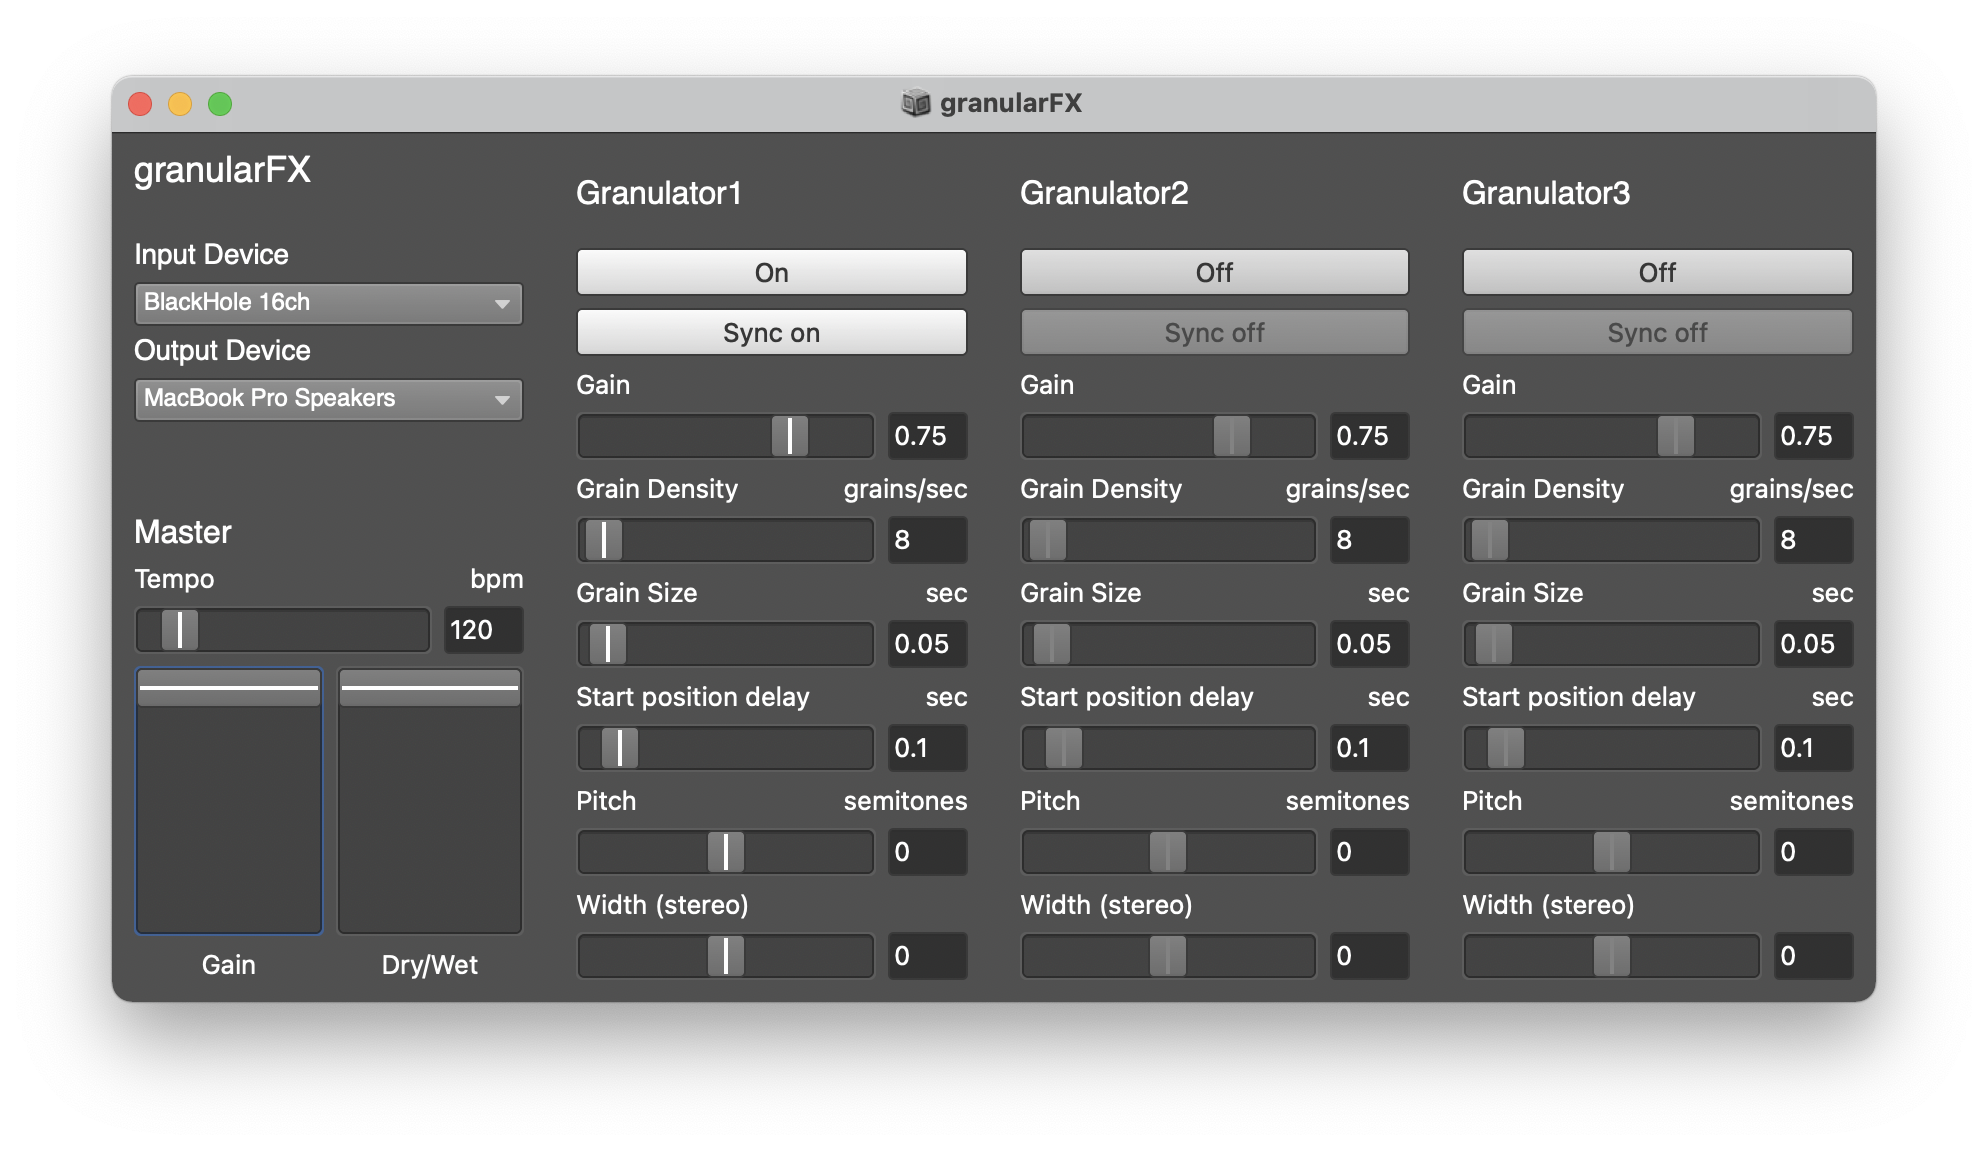 granularFX
granularFX
Input Device
BlackHole 16ch
Output Device
MacBook Pro Speakers
Master
Tempo bpm
120
Gain
Dry/Wet
Granulator1
On
Sync on
Gain
0.75
Grain Density grains/sec
8
Grain Size sec
0.05
Start position delay sec
0.1
Pitch semitones
0
Width (stereo)
0
Granulator2
Off
Sync off
Gain
0.75
Grain Density grains/sec
8
Grain Size sec
0.05
Start position delay sec
0.1
Pitch semitones
0
Width (stereo)
0
Granulator3
Off
Sync off
Gain
0.75
Grain Density grains/sec
8
Grain Size sec
0.05
Start position delay sec
0.1
Pitch semitones
0
Width (stereo)
0